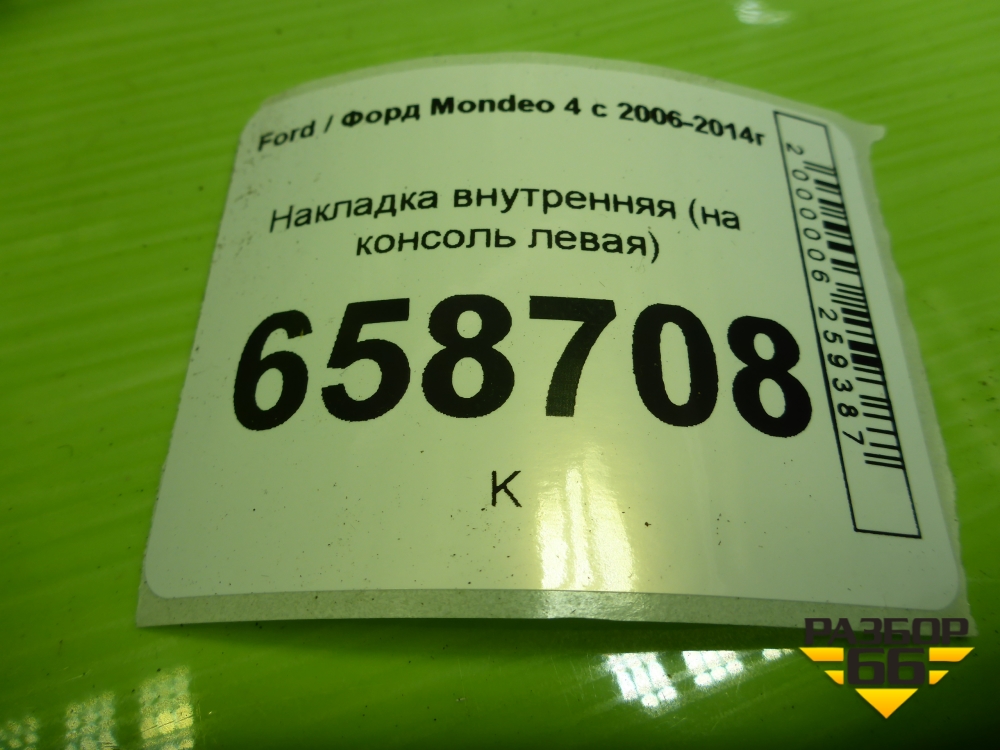 Ford / Форд Mondeo 4 с 2006-2014г
Накладка внутренняя (на
консоль левая)
658708
К
2000006259387
РАЗБОР
66